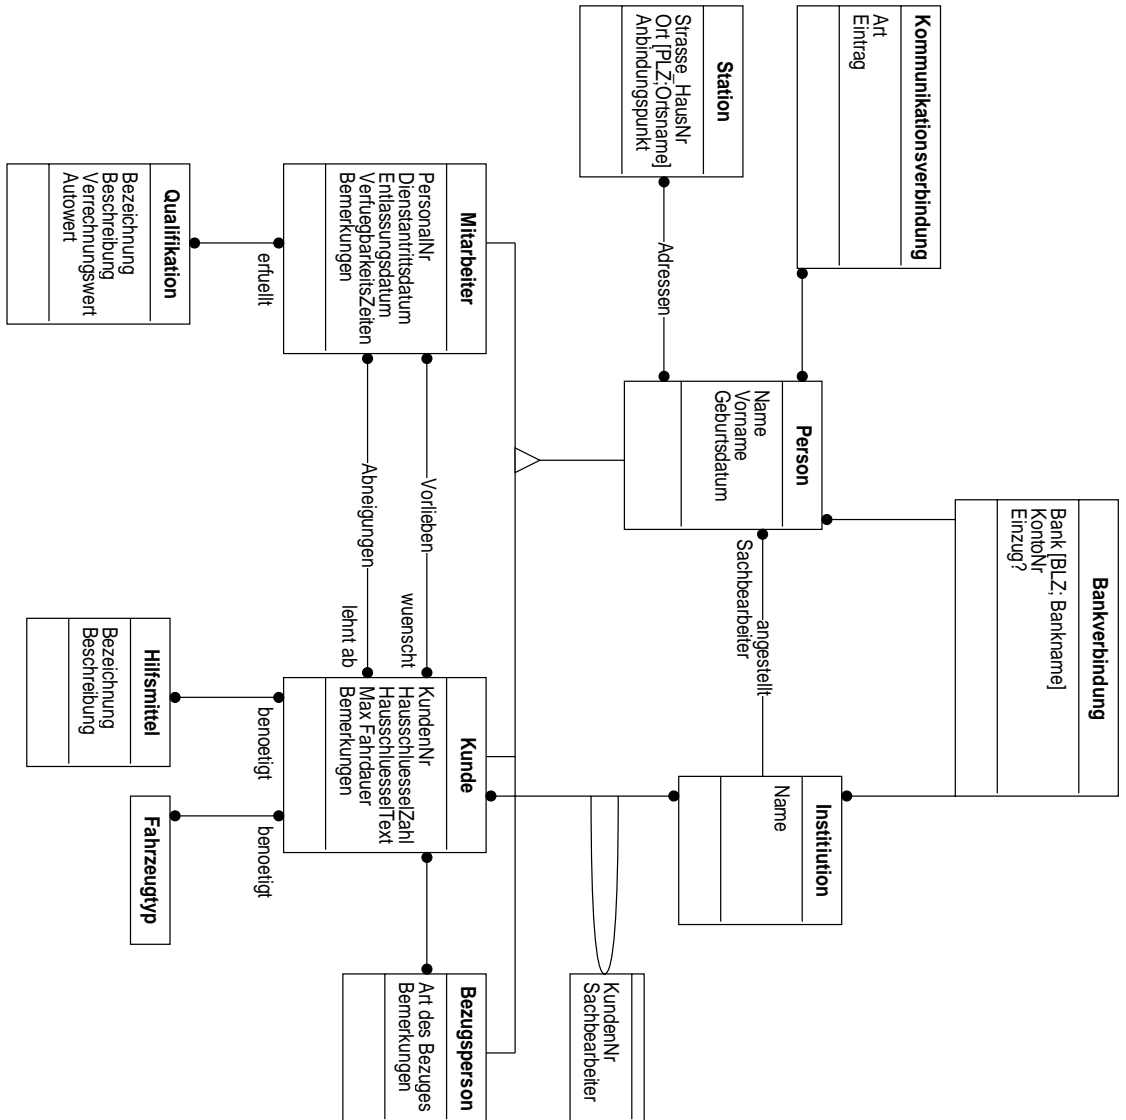 Kommunikationsverbindung
Art
Eintrag
Station
Strasse_HausNr
Ort [PLZ;Ortsname]
Anbindungspunkt
Adressen
Bankverbindung
Bank [BLZ; Bankname]
KontoNr
Einzug?
Person
Name
Vorname
Geburtsdatum
angestellt
Sachbearbeiter
Institiution
Name
Mitarbeiter
PersonalNr
Dienstantrittsdatum
Entlassungsdatum
VerfuegbarkeitsZeiten
Bemerkungen
Vorlieben
wuenscht
Abneigungen
lehnt ab
Kunde
KundenNr
HausschluesselZahl
HausschluesselText
Max Fahrdauer
Bemerkungen
KundenNr
Sachbearbeiter
Bezugsperson
Art des Bezuges
Bemerkungen
erfuellt
Qualifikation
Bezeichnung
Beschreibung
Verrechnungswert
Autowert
benoetigt
Hilfsmittel
Bezeichnung
Beschreibung
benoetigt
Fahrzeugtyp